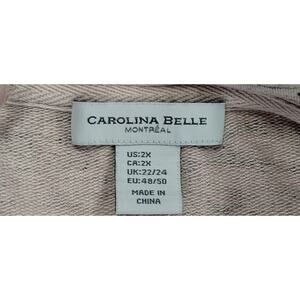 CAROLINA BELLE
MONTRÉAL
US:2X
CA:2X
UK:22/24
EU:48/50
MADE IN
CHINA